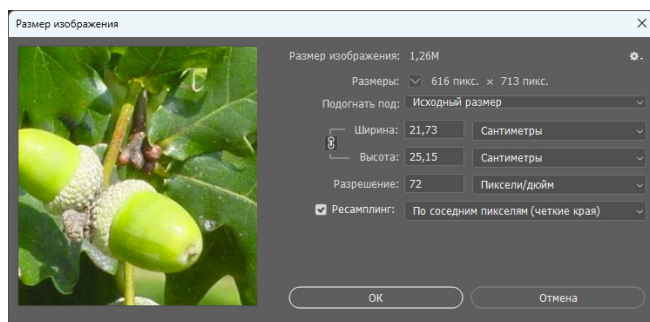 Размер изображения
Размер изображения: 1,26M
Размеры: 616 пикс. × 713 пикс.
Подогнать под: Исходный размер
Ширина: 21,73 Сантиметры
Высота: 25,15 Сантиметры
Разрешение: 72 Пиксели/дюйм
Ресамплинг: По соседним пикселям (четкие края)
ОК Отмена